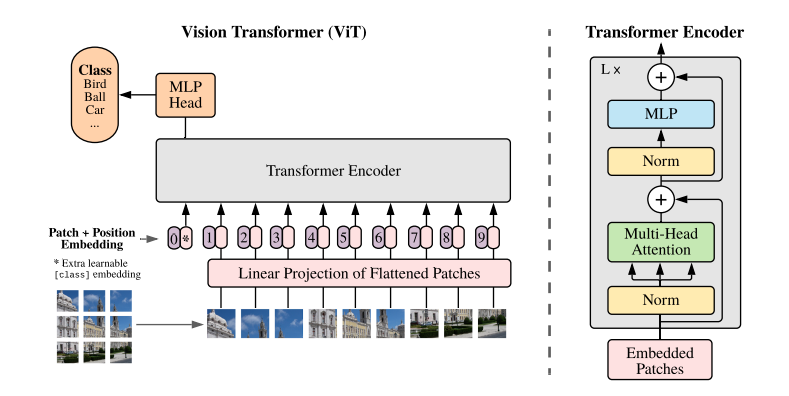 Vision Transformer (ViT)
Class
Bird
Ball
Car
...
MLP
Head
Transformer Encoder
Patch + Position
Embedding
0 * 1 2 3 4 5 6 7 8 9
* Extra learnable
[class] embedding
Linear Projection of Flattened Patches
Transformer Encoder
L x
+
MLP
Norm
+
Multi-Head
Attention
Norm
Embedded
Patches